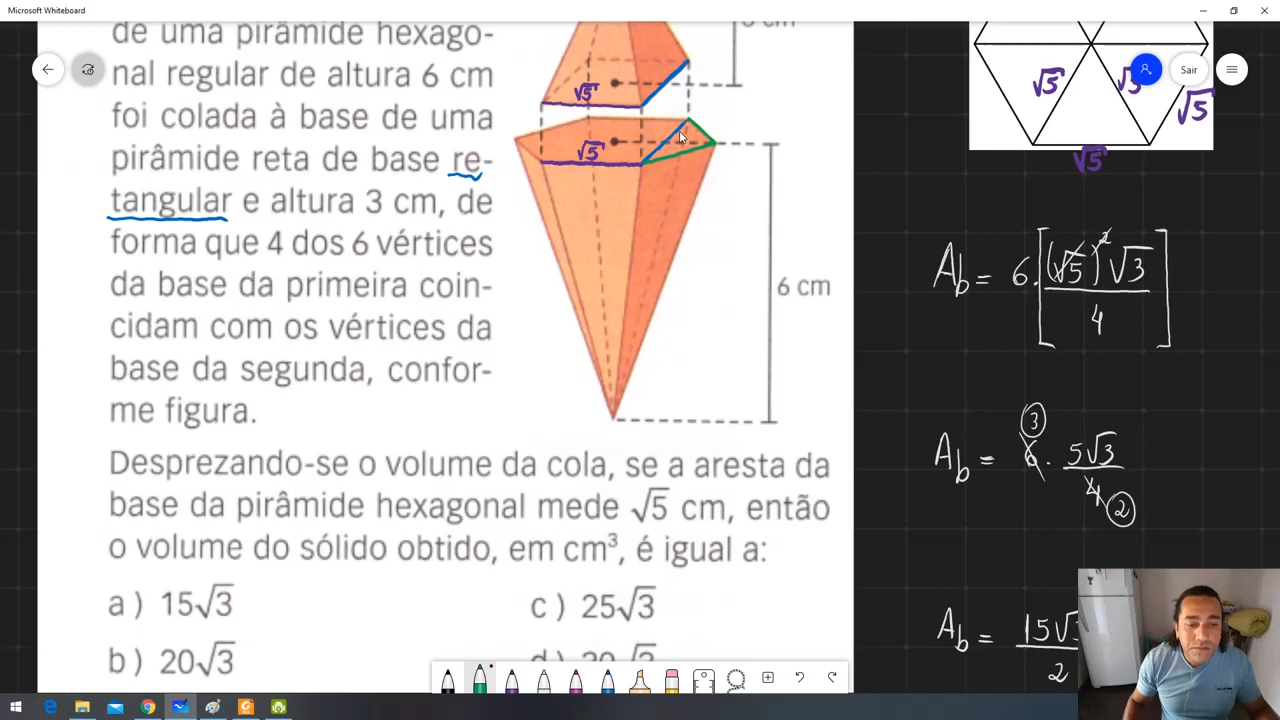 Microsoft Whiteboard
de uma pirâmide hexago-
nal regular de altura 6 cm
foi colada à base de uma
pirâmide reta de base re-
tangular e altura 3 cm, de
forma que 4 dos 6 vértices
da base da primeira coin-
cidam com os vértices da
base da segunda, confor-
me figura.
√5
√5
6 cm
Desprezando-se o volume da cola, se a aresta da
base da pirâmide hexagonal mede √5 cm, então
o volume do sólido obtido, em cm³, é igual a:
a ) 15√3
c ) 25√3
b ) 20√3
Sair
√5
√5
√5
√5
Ab = 6.[(√5)²√3/4]
Ab = 6 . 5√3/4
3
2
Ab = 15√3/2